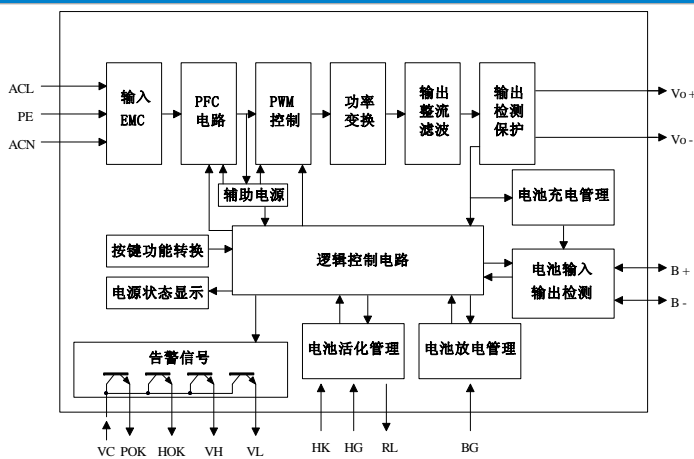 ACL
PE
ACN
输入
EMC
PFC
电路
PWM
控制
功率
变换
输出
整流
滤波
输出
检测
保护
Vo+
Vo-
辅助电源
电池充电管理
按键功能转换
逻辑控制电路
电池输入
输出检测
B+
B-
电源状态显示
告警信号
电池活化管理
电池放电管理
VC
POK
HOK
VH
VL
HK
HG
RL
BG